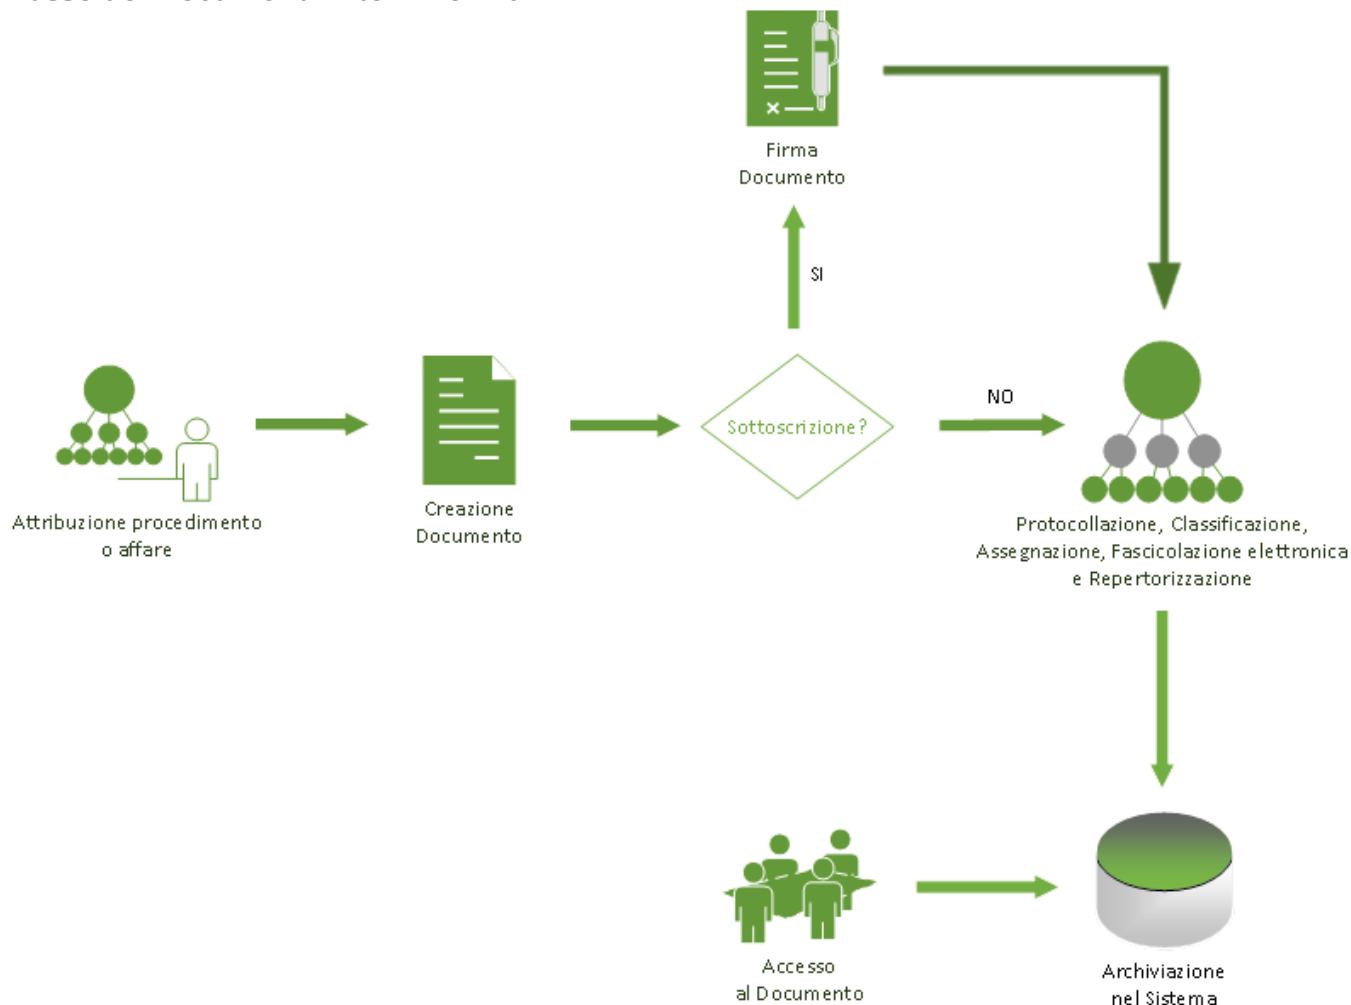 Firma
Documento
SI
Sottoscrizione?
NO
Attribuzione procedimento
o affare
Creazione
Documento
Protocollazione, Classificazione,
Assegnazione, Fascicolazione elettronica
e Repertorizzazione
Accesso
al Documento
Archiviazione
nel Sistema